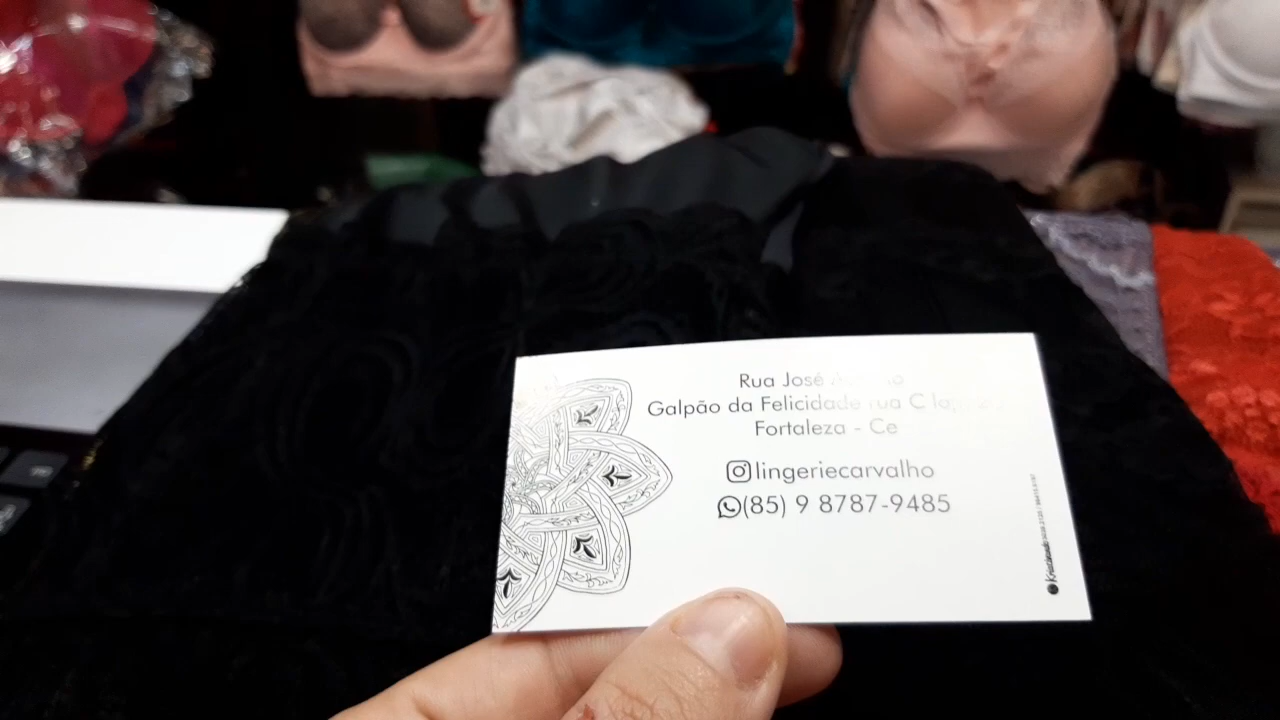 Rua José
Galpão da Felicidade rua C
Fortaleza - Ce
lingeriecarvalho
(85) 9 8787-9485